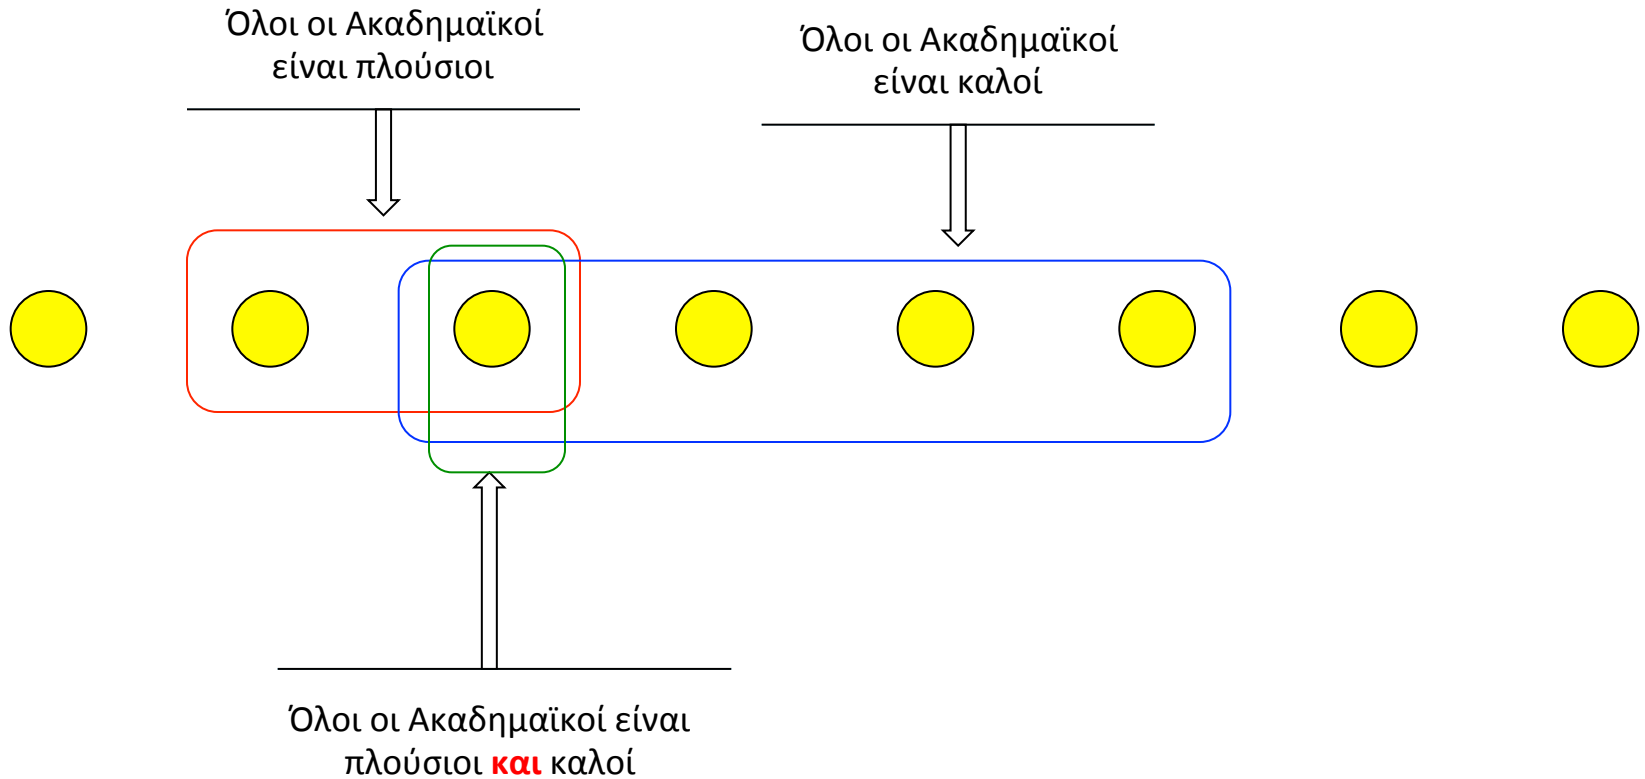 Όλοι οι Ακαδημαϊκοί
είναι πλούσιοι
Όλοι οι Ακαδημαϊκοί
είναι καλοί
Όλοι οι Ακαδημαϊκοί είναι
πλούσιοι και καλοί